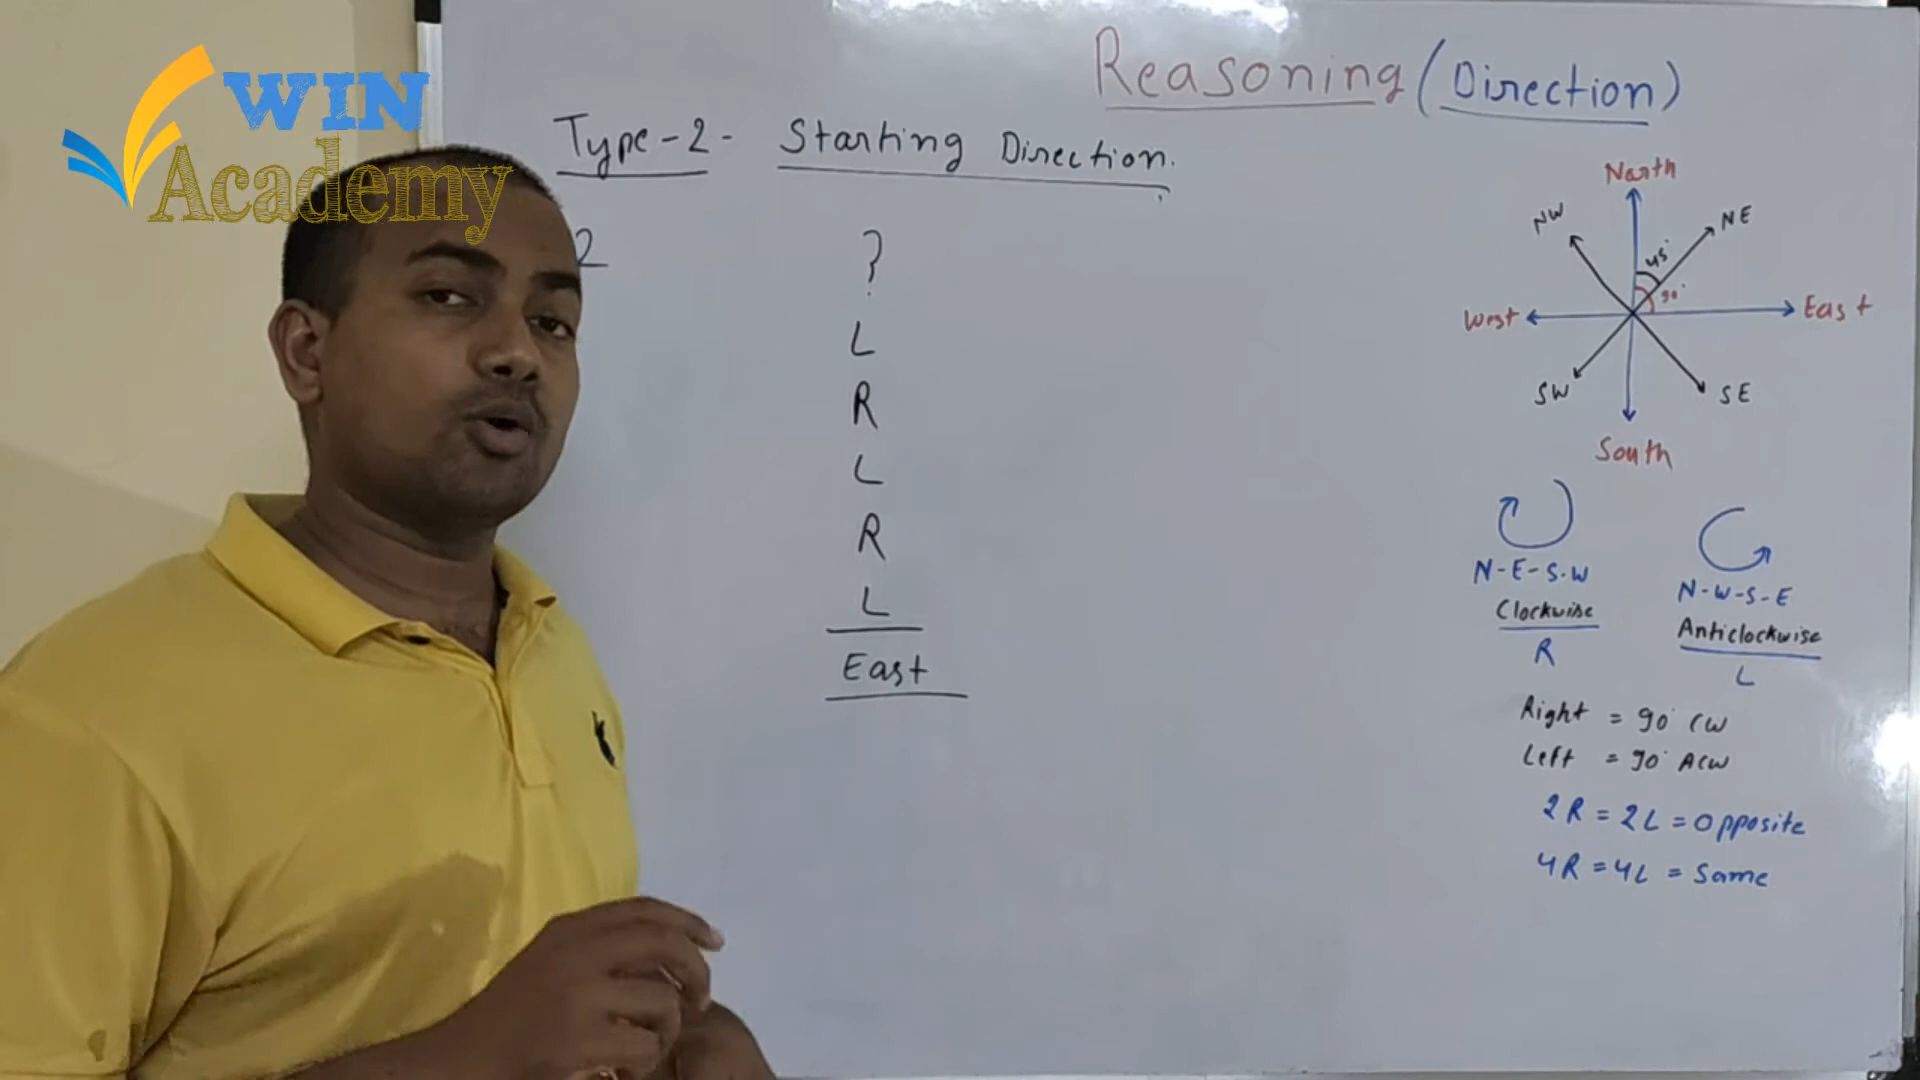 WIN
Academy
Reasoning (Direction)
Type-2- Starting Direction.
2
?
L
R
L
R
L
East
North
NW
NE
45°
90°
West
East
SW
SE
South
N-E-S-W
Clockwise
R
N-W-S-E
Anticlockwise
L
Right = 90° CW
Left = 90° ACW
2R = 2L = Opposite
4R = 4L = Same